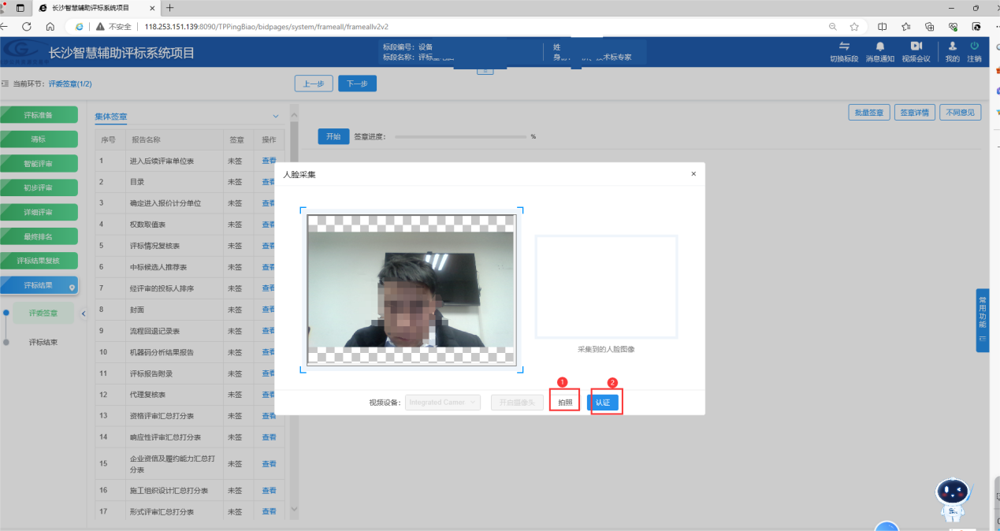 长沙智慧辅助评标系统项目
不安全 118.253.151.139:8090/TPPingBiao/bidpages/system/frameall/frameallv2v2
长沙智慧辅助评标系统项目
标段编号: 设备
标段名称: 评标
姓
术标专家
切换标段 消息通知 视频会议 我的 注销
当前环节: 评委签章(1/2)
上一步 下一步
评标准备
清标
智能评审
初步评审
详细评审
最终排名
评标结果复核
评标结果
评委签章
评标结束
集体签章
序号 报告名称 签章 操作
1 进入后续评审单位表 未签 查看
2 目录 未签 查看
3 确定进入报价计分单位 未签 查看
4 权数取值表 未签 查看
5 评标情况复核表 未签 查看
6 中标候选人推荐表 未签 查看
7 经评审的投标人排序 未签 查看
8 封面 未签 查看
9 流程回退记录表 未签 查看
10 机器码分析结果报告 未签 查看
11 评标报告附录 未签 查看
12 代理复核表 未签 查看
13 资格评审汇总打分表 未签 查看
14 响应性评审汇总打分表 未签 查看
15 企业资信及履约能力汇总打
分表 未签 查看
16 施工组织设计汇总打分表 未签 查看
17 形式评审汇总打分表 未签 查看
批量签章 签章详情 不同意见
开始 签章进度: %
人脸采集
采集到的人脸图像
1 2
视频设备: Integrated Camer 开启摄像头 拍照 认证
常用功能